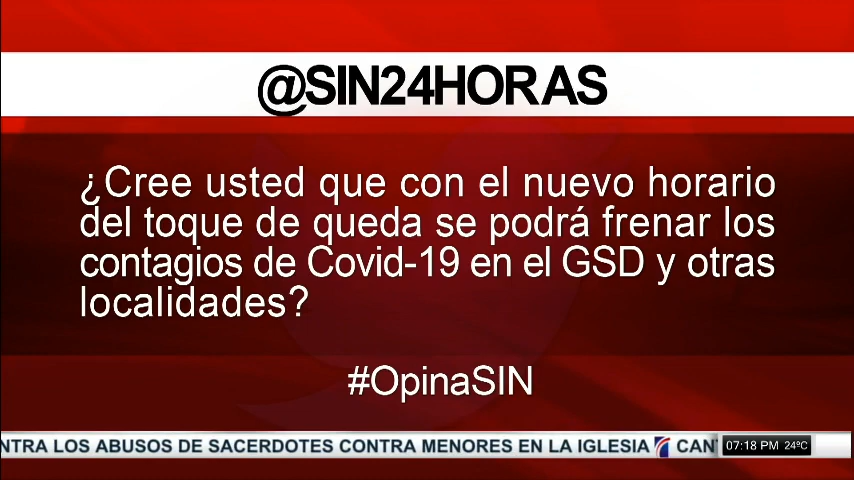 @SIN24HORAS
¿Cree usted que con el nuevo horario
del toque de queda se podrá frenar los
contagios de Covid-19 en el GSD y otras
localidades?
#OpinaSIN
NTRA LOS ABUSOS DE SACERDOTES CONTRA MENORES EN LA IGLESIA CAN 07:18 PM 24°C